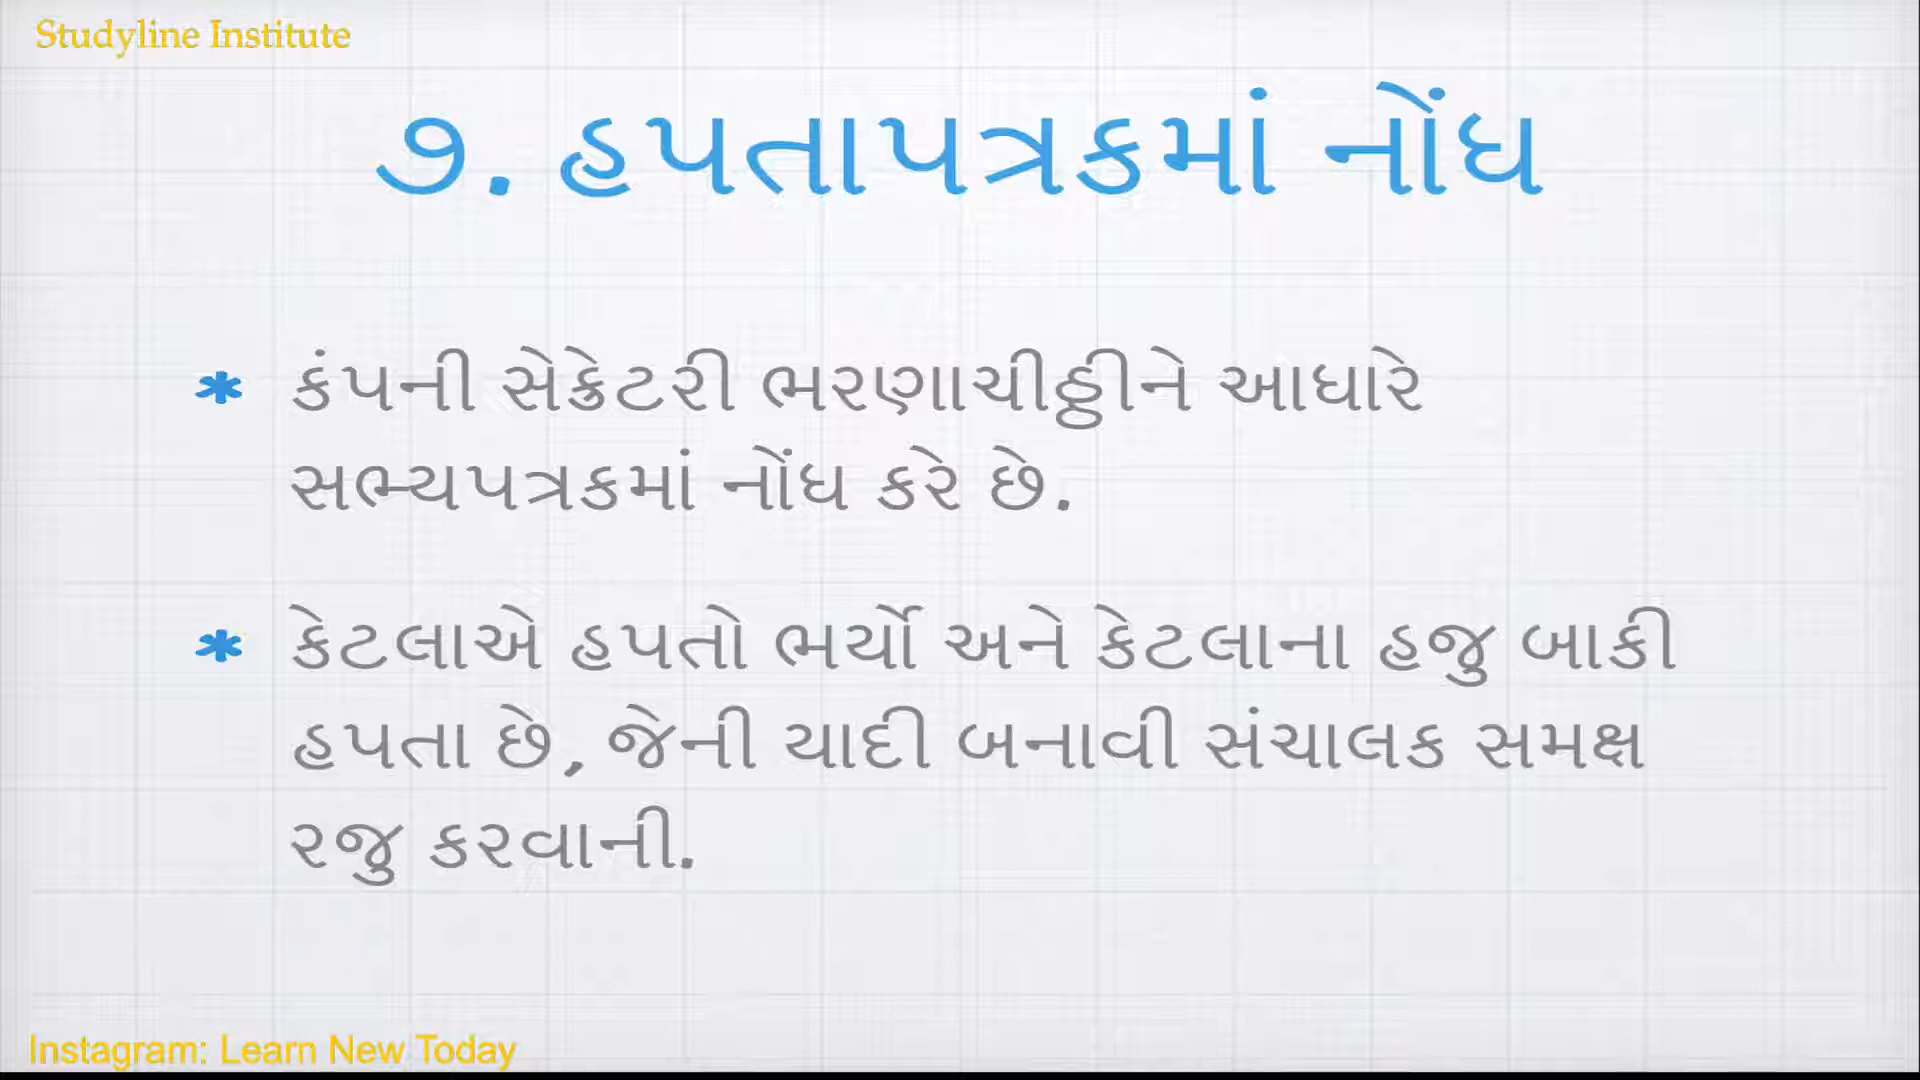 Studyline Institute
૭. હપતાપત્રકમાં નોંધ
* કંપની સેક્રેટરી ભરણાચીઠ્ઠીને આધારે
સભ્યપત્રકમાં નોંધ કરે છે.
* કેટલાએ હપતો ભર્યો અને કેટલાના હજુ બાકી
હપતા છે, જેની યાદી બનાવી સંચાલક સમક્ષ
રજુ કરવાની.
Instagram: Learn New Today